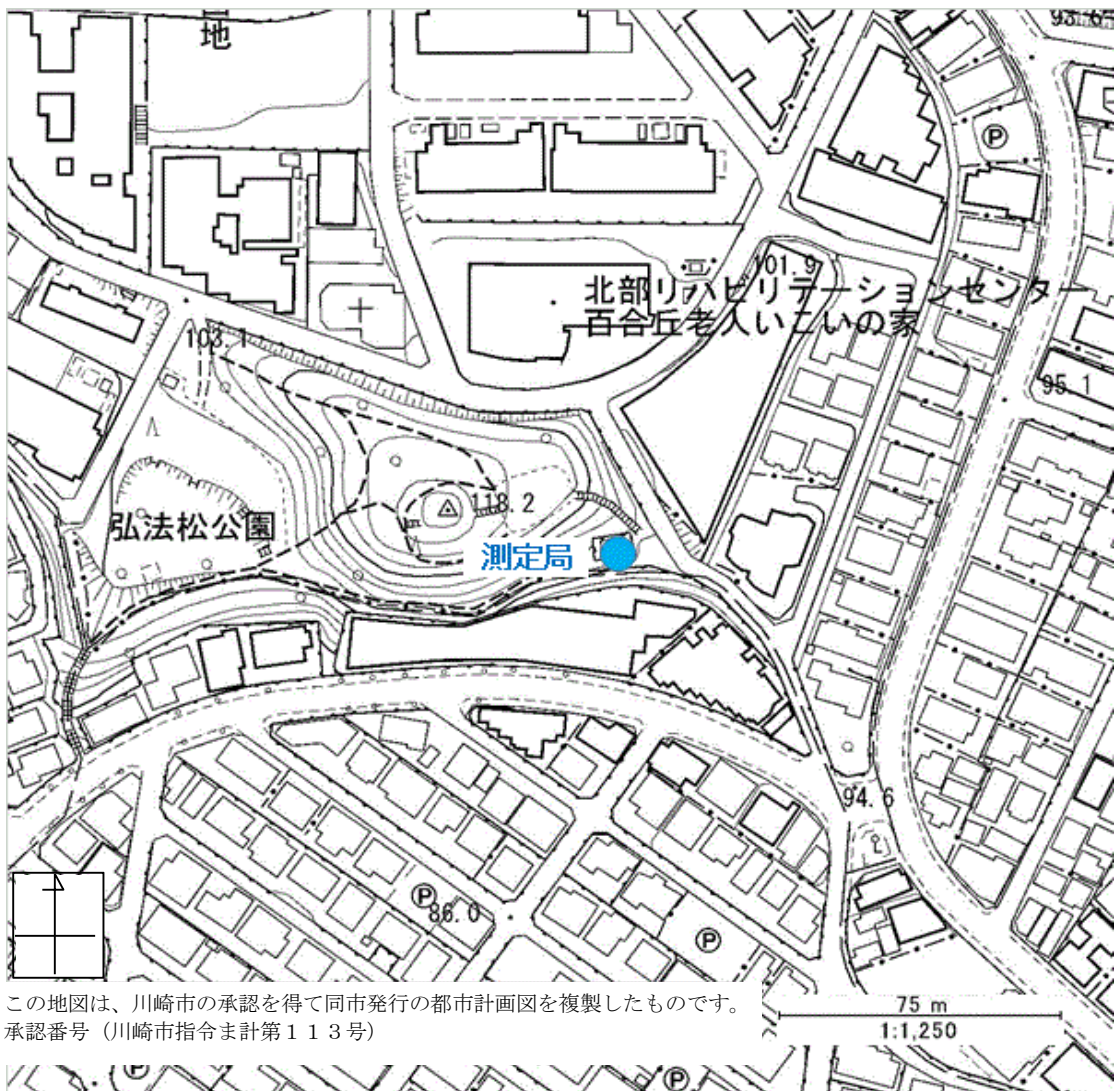 地
93.6
P
101.9
北部リハビリテーションセンター
百合丘老人いこいの家
103.1
95.1
118.2
弘法松公園
測定局
94.6
P
86.0
P
この地図は、川崎市の承認を得て同市発行の都市計画図を複製したものです。
承認番号（川崎市指令ま計第１１３号）
75 m
1:1,250
P
P